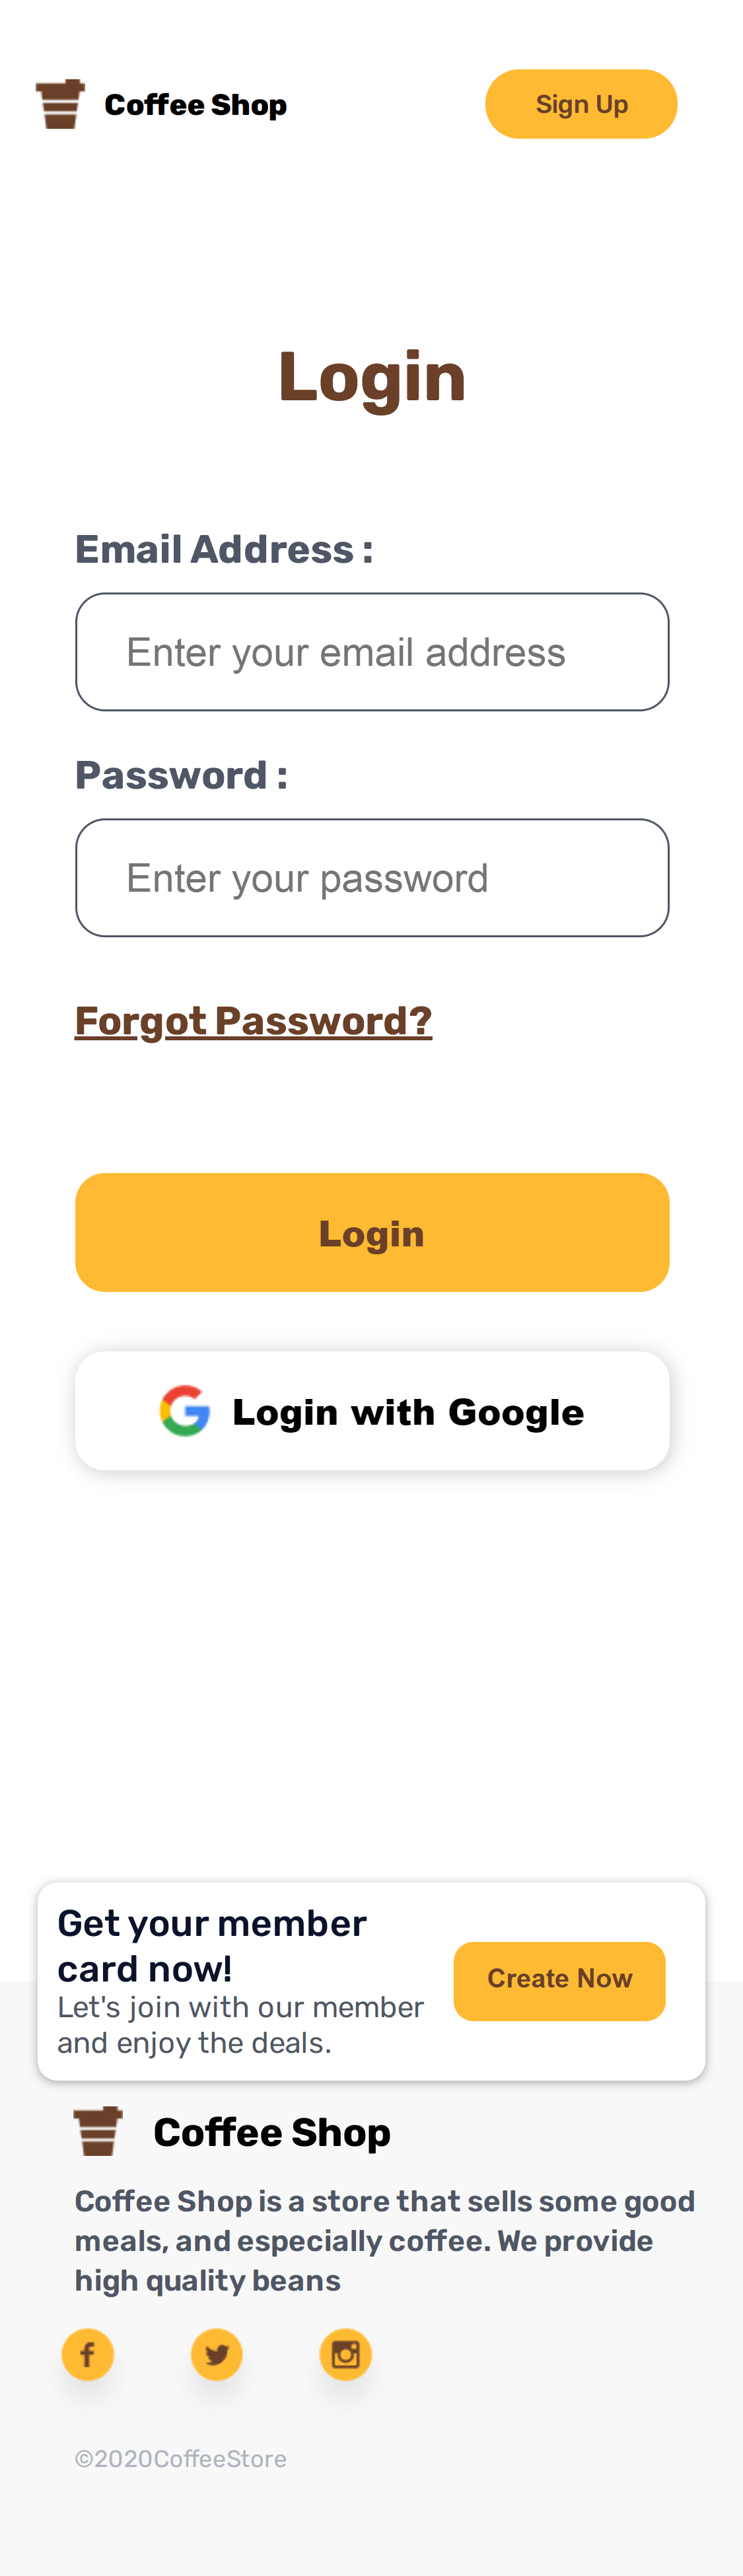 Coffee Shop
Sign Up
Login
Email Address :
Enter your email address
Password :
Enter your password
Forgot Password?
Login
Login with Google
Get your member
card now!
Let's join with our member
and enjoy the deals.
Create Now
Coffee Shop
Coffee Shop is a store that sells some good
meals, and especially coffee. We provide
high quality beans
©2020CoffeeStore